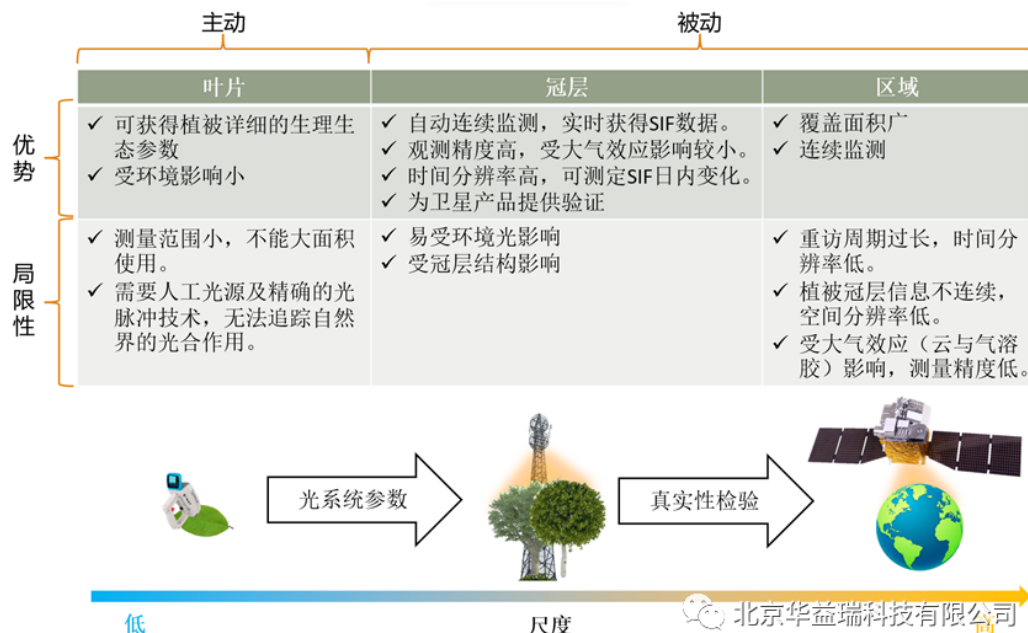 主动
被动
叶片
冠层
区域
优势
✓ 可获得植被详细的生理生
态参数
✓ 受环境影响小
✓ 自动连续监测，实时获得SIF数据。
✓ 观测精度高，受大气效应影响较小。
✓ 时间分辨率高，可测定SIF日内变化。
✓ 为卫星产品提供验证
✓ 覆盖面积广
✓ 连续监测
局限性
✓ 测量范围小，不能大面积
使用。
✓ 需要人工光源及精确的光
脉冲技术，无法追踪自然
界的光合作用。
✓ 易受环境光影响
✓ 受冠层结构影响
✓ 重访周期过长，时间分
辨率低。
✓ 植被冠层信息不连续，
空间分辨率低。
✓ 受大气效应（云与气溶
胶）影响，测量精度低。
光系统参数
真实性检验
低
尺度
高
北京华益瑞科技有限公司